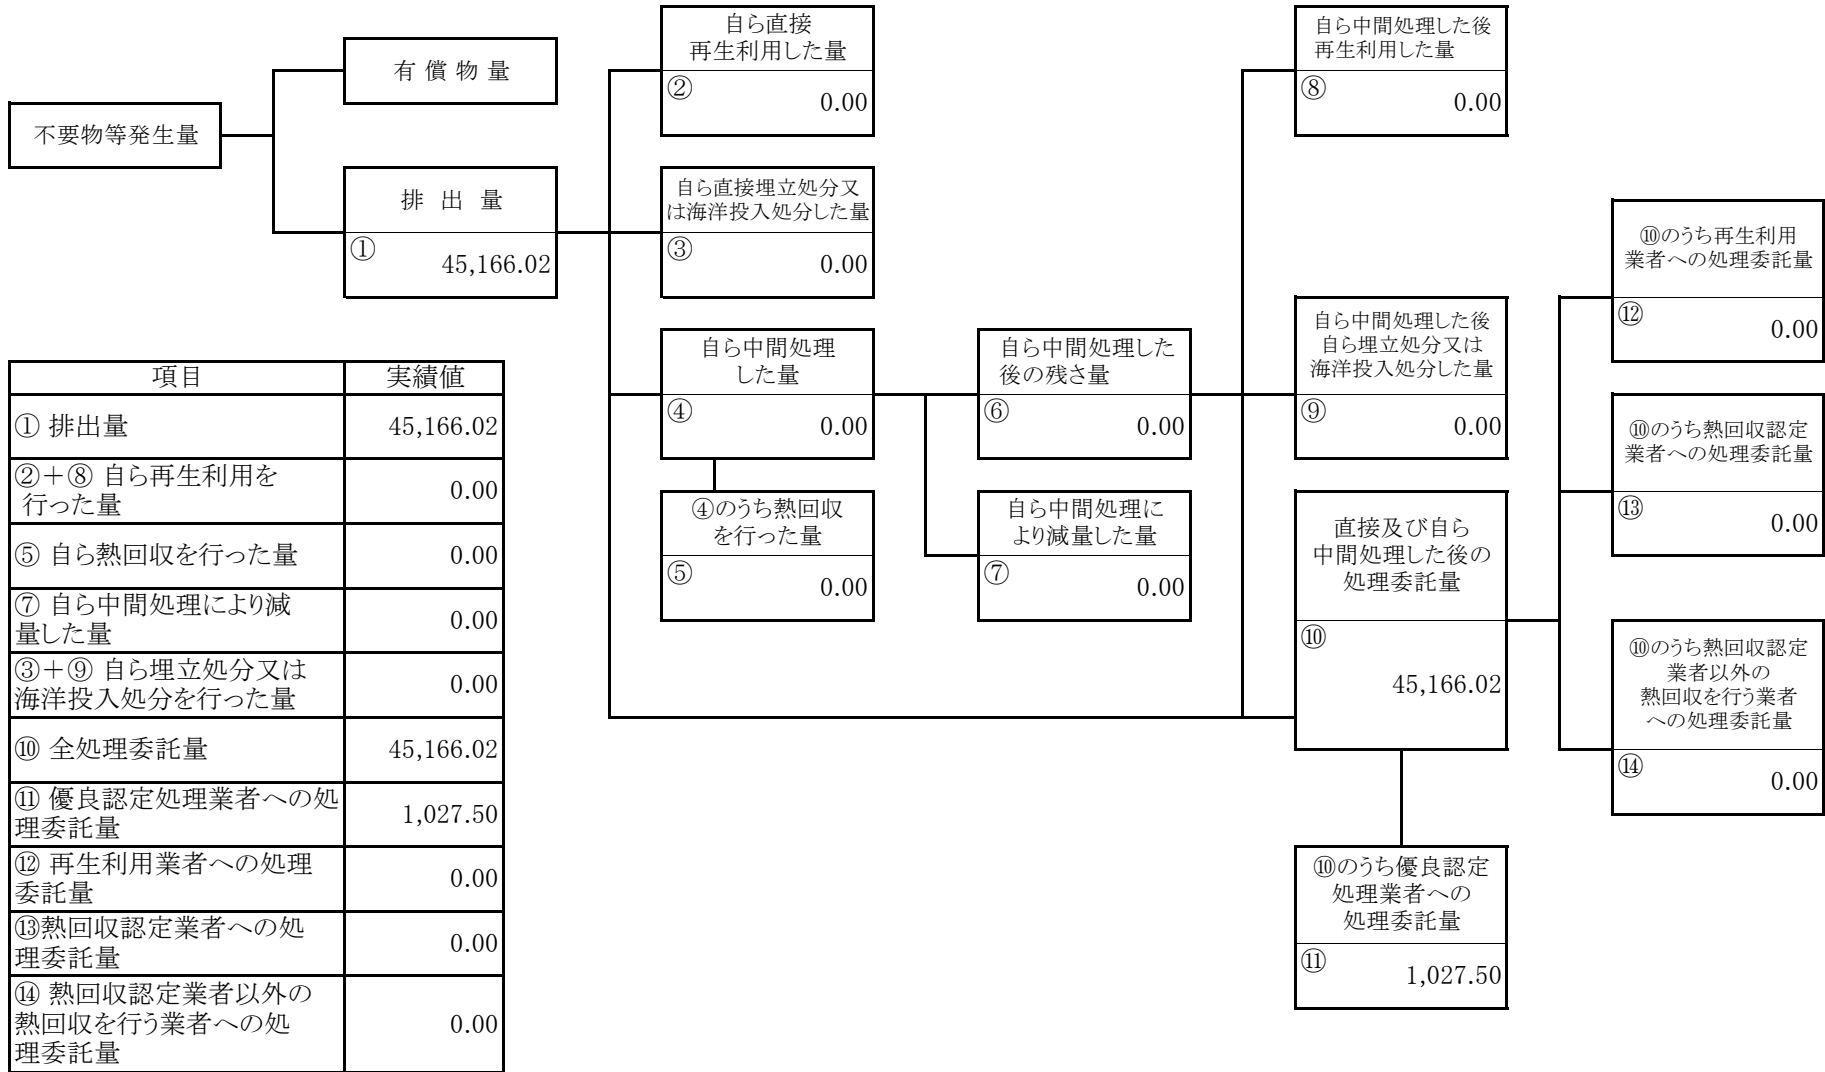 不要物等発生量
有 償 物 量
排 出 量
① 45,166.02
自ら直接
再生利用した量
② 0.00
自ら直接埋立処分又
は海洋投入処分した量
③ 0.00
自ら中間処理
した量
④ 0.00
④のうち熱回収
を行った量
⑤ 0.00
自ら中間処理した
後の残さ量
⑥ 0.00
自ら中間処理に
より減量した量
⑦ 0.00
自ら中間処理した後
再生利用した量
⑧ 0.00
自ら中間処理した後
自ら埋立処分又は
海洋投入処分した量
⑨ 0.00
直接及び自ら
中間処理した後の
処理委託量
⑩
45,166.02
⑩のうち優良認定
処理業者への
処理委託量
⑪ 1,027.50
⑩のうち再生利用
業者への処理委託量
⑫ 0.00
⑩のうち熱回収認定
業者への処理委託量
⑬ 0.00
⑩のうち熱回収認定
業者以外の
熱回収を行う業者
への処理委託量
⑭ 0.00
項目 実績値
① 排出量 45,166.02
②+⑧ 自ら再生利用を
行った量 0.00
⑤ 自ら熱回収を行った量 0.00
⑦ 自ら中間処理により減
量した量 0.00
③+⑨ 自ら埋立処分又は
海洋投入処分を行った量 0.00
⑩ 全処理委託量 45,166.02
⑪ 優良認定処理業者への処
理委託量 1,027.50
⑫ 再生利用業者への処理
委託量 0.00
⑬熱回収認定業者への処
理委託量 0.00
⑭ 熱回収認定業者以外の
熱回収を行う業者への処
理委託量 0.00